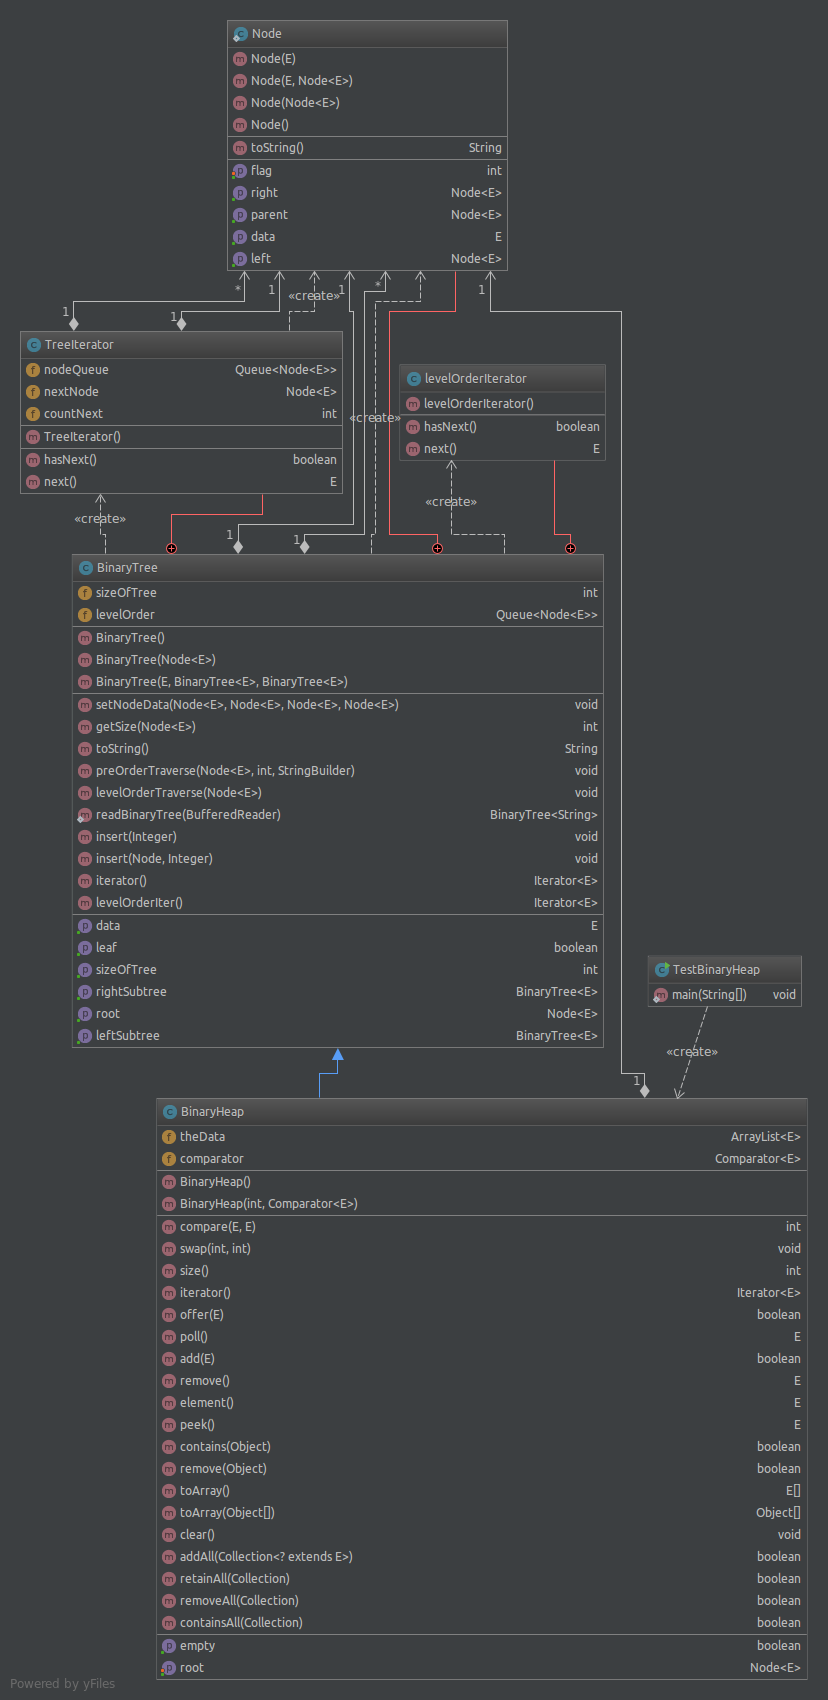 Node
Node(E)
Node(E, Node<E>)
Node(Node<E>)
Node()
toString() String
flag int
right Node<E>
parent Node<E>
data E
left Node<E>
* 1 «create» 1 * 1
1 1
TreeIterator
nodeQueue Queue<Node<E>>
nextNode Node<E>
countNext int
TreeIterator()
hasNext() boolean
next() E
levelOrderIterator
levelOrderIterator()
hasNext() boolean
next() E
«create»
«create»
«create»
1 1
BinaryTree
sizeOfTree int
levelOrder Queue<Node<E>>
BinaryTree()
BinaryTree(Node<E>)
BinaryTree(E, BinaryTree<E>, BinaryTree<E>)
setNodeData(Node<E>, Node<E>, Node<E>, Node<E>) void
getSize(Node<E>) int
toString() String
preOrderTraverse(Node<E>, int, StringBuilder) void
levelOrderTraverse(Node<E>) void
readBinaryTree(BufferedReader) BinaryTree<String>
insert(Integer) void
insert(Node, Integer) void
iterator() Iterator<E>
levelOrderIter() Iterator<E>
data E
leaf boolean
sizeOfTree int
rightSubtree BinaryTree<E>
root Node<E>
leftSubtree BinaryTree<E>
TestBinaryHeap
main(String[]) void
«create»
1
BinaryHeap
theData ArrayList<E>
comparator Comparator<E>
BinaryHeap()
BinaryHeap(int, Comparator<E>)
compare(E, E) int
swap(int, int) void
size() int
iterator() Iterator<E>
offer(E) boolean
poll() E
add(E) boolean
remove() E
element() E
peek() E
contains(Object) boolean
remove(Object) boolean
toArray() E[]
toArray(Object[]) Object[]
clear() void
addAll(Collection<? extends E>) boolean
retainAll(Collection) boolean
removeAll(Collection) boolean
containsAll(Collection) boolean
empty boolean
root Node<E>
Powered by yFiles